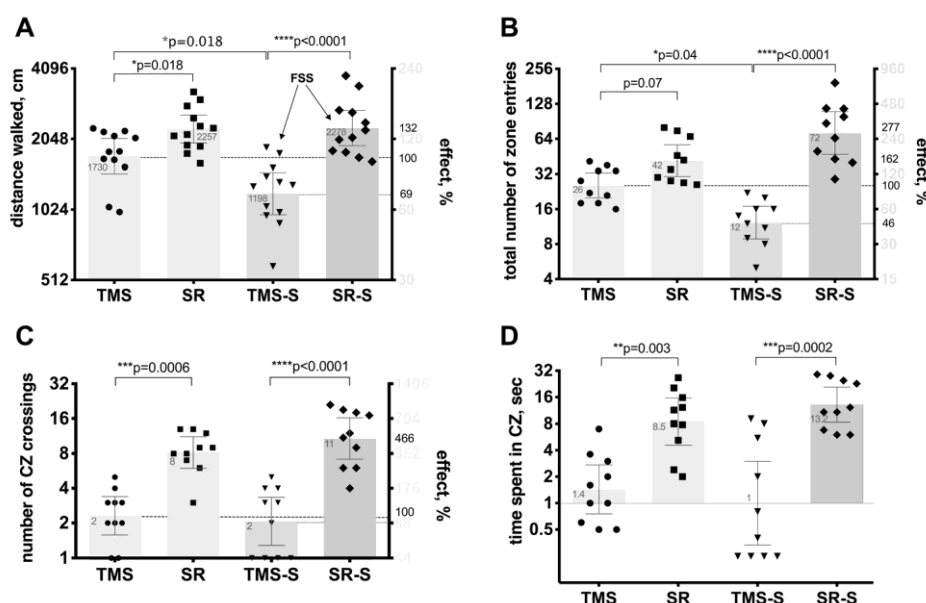 A
*p=0.018
****p<0.0001
*p=0.018
FSS
distance walked, cm
4096
2048
1024
512
1730
2257
1198
2278
240
132
120
100
69
60
30
effect, %
TMS
SR
TMS-S
SR-S
B
*p=0.04
****p<0.0001
p=0.07
total number of zone entries
256
128
64
32
16
8
4
26
42
12
72
960
480
277
240
162
100
60
46
30
15
effect, %
TMS
SR
TMS-S
SR-S
C
***p=0.0006
****p<0.0001
number of CZ crossings
32
16
8
4
2
1
2
8
2
11
1408
704
466
352
176
100
44
effect, %
TMS
SR
TMS-S
SR-S
D
**p=0.003
***p=0.0002
time spent in CZ, sec
32
16
8
4
2
1
0.5
1.4
8.5
1
13.2
TMS
SR
TMS-S
SR-S